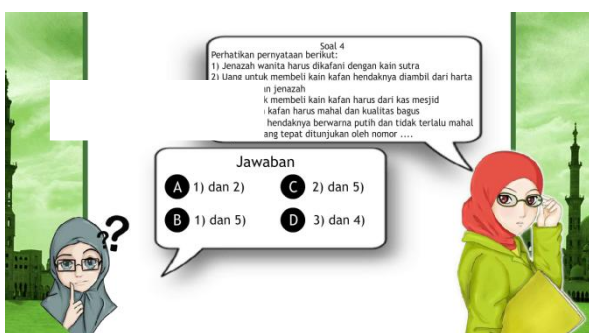 Soal 4
Perhatikan pernyataan berikut:
1) Jenazah wanita harus dikafani dengan kain sutra
2) Uang untuk membeli kain kafan hendaknya diambil dari harta
jenazah
membeli kain kafan harus dari kas mesjid
kafan harus mahal dan kualitas bagus
hendaknya berwarna putih dan tidak terlalu mahal
tepat ditunjukan oleh nomor ....
Jawaban
A 1) dan 2)
C 2) dan 5)
B 1) dan 5)
D 3) dan 4)
??